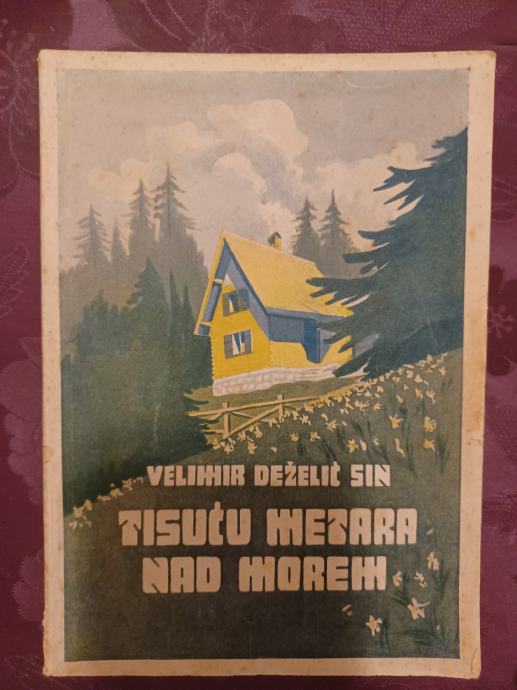 VELIMIR DEŽELIĆ SIN
TISUĆU METARA
NAD MOREM